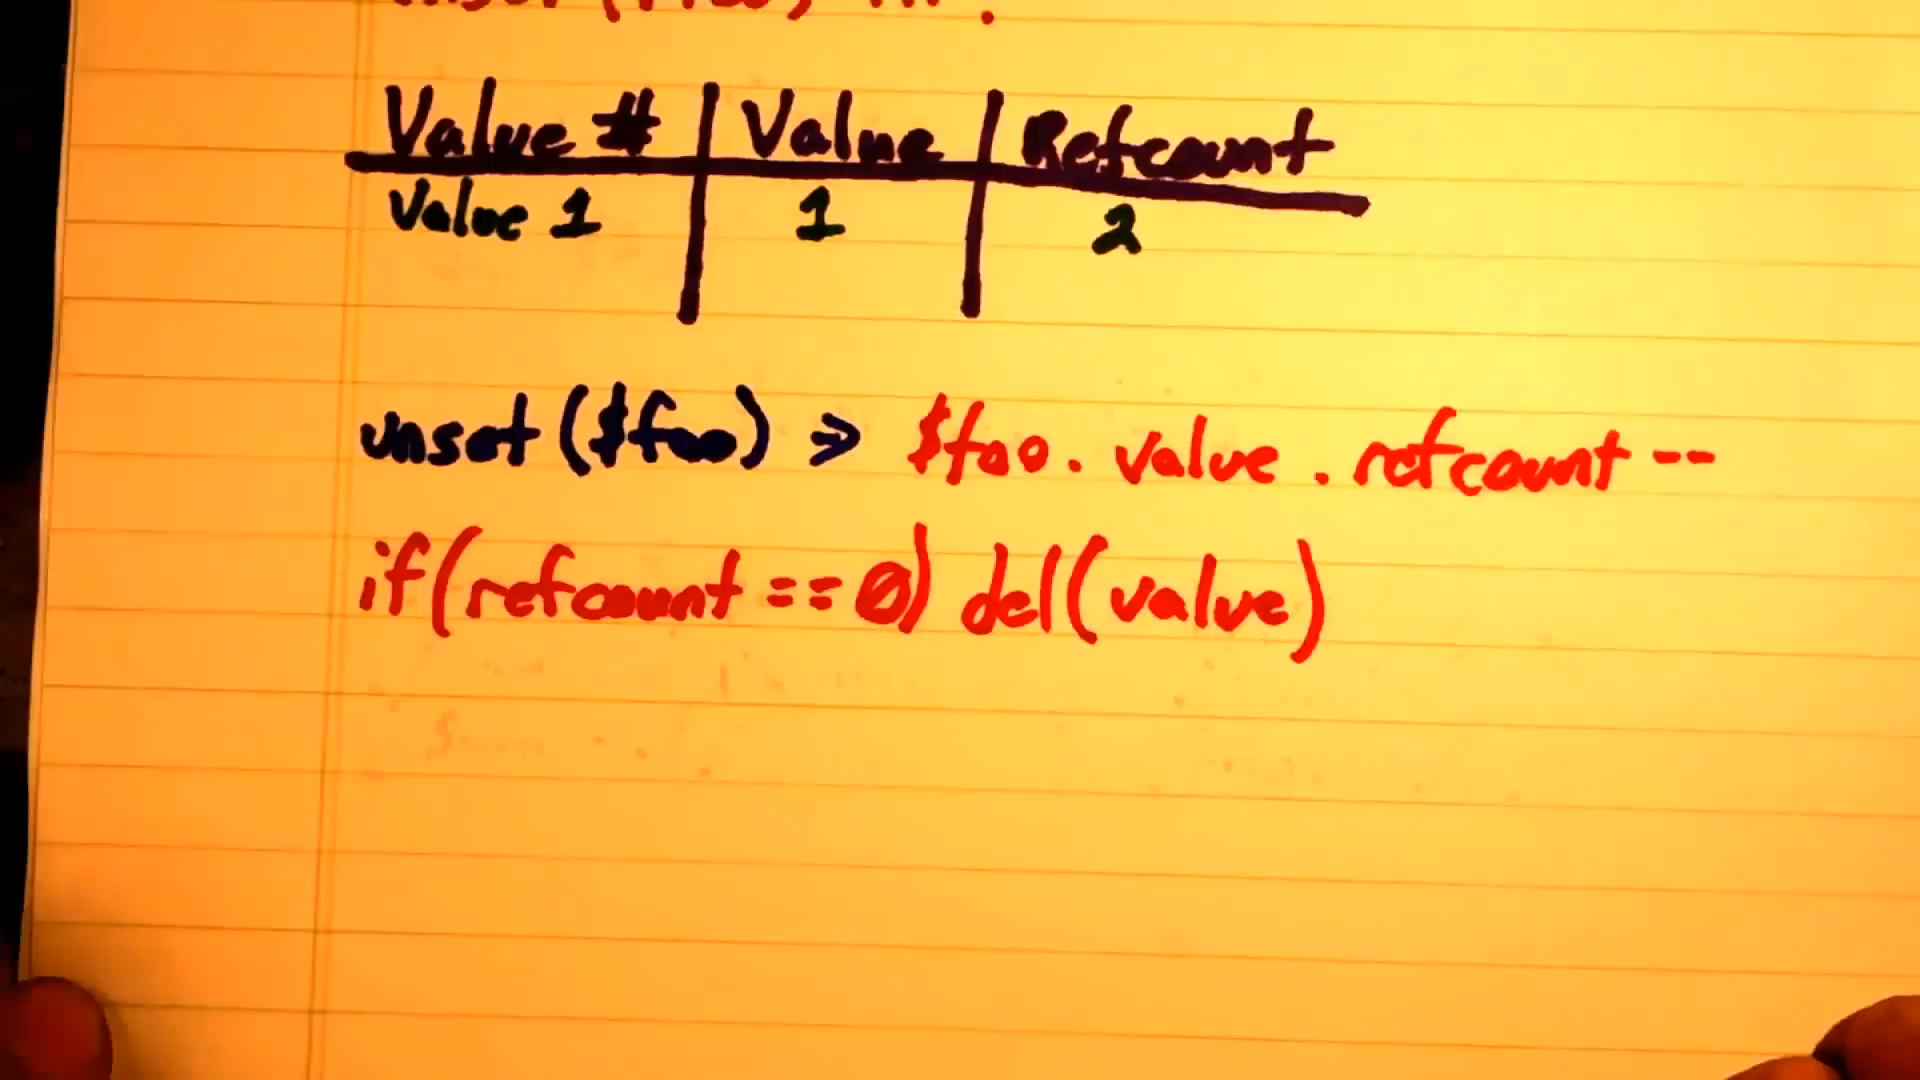 Value # | Value | Refcount
Value 1 | 1 | 2
unset($foo) => $foo.value.refcount--
if(refcount==0) del(value)